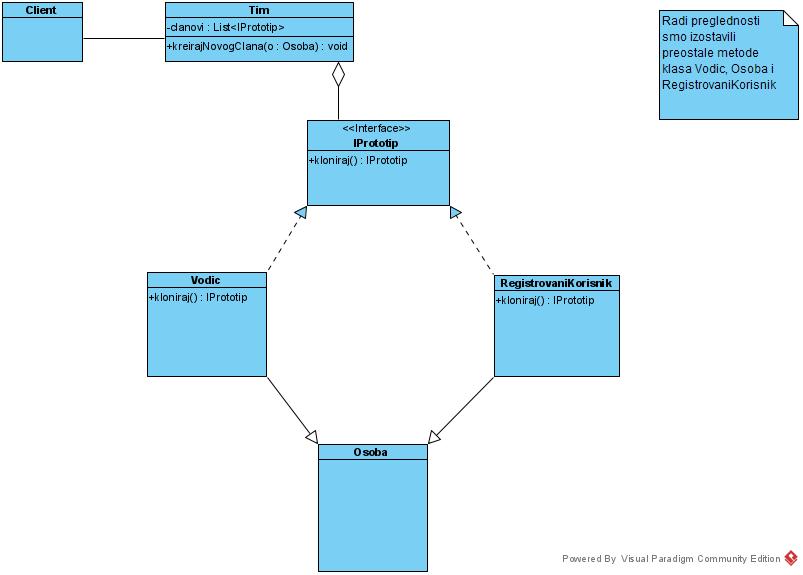 Client
Tim
-clanovi : List<IPrototip>
+kreirajNovogClana(o : Osoba) : void
Radi preglednosti
smo izostavili
preostale metode
klasa Vodic, Osoba i
RegistrovaniKorisnik
<<Interface>>
IPrototip
+kloniraj() : IPrototip
Vodic
+kloniraj() : IPrototip
RegistrovaniKorisnik
+kloniraj() : IPrototip
Osoba
Powered By Visual Paradigm Community Edition